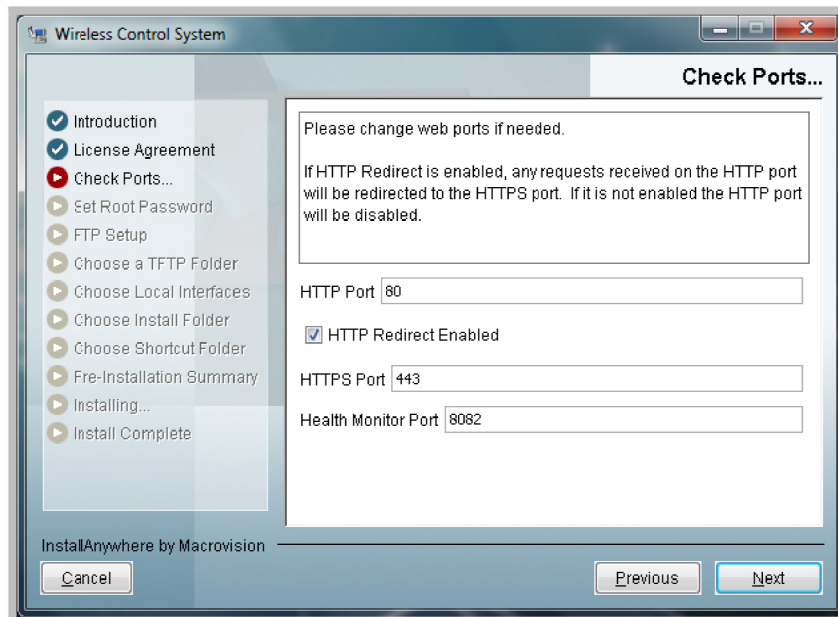 Wireless Control System
Check Ports...
Introduction
License Agreement
Check Ports...
Set Root Password
FTP Setup
Choose a TFTP Folder
Choose Local Interfaces
Choose Install Folder
Choose Shortcut Folder
Pre-Installation Summary
Installing...
Install Complete
Please change web ports if needed.
If HTTP Redirect is enabled, any requests received on the HTTP port
will be redirected to the HTTPS port. If it is not enabled the HTTP port
will be disabled.
HTTP Port 80
HTTP Redirect Enabled
HTTPS Port 443
Health Monitor Port 8082
InstallAnywhere by Macrovision
Cancel Previous Next